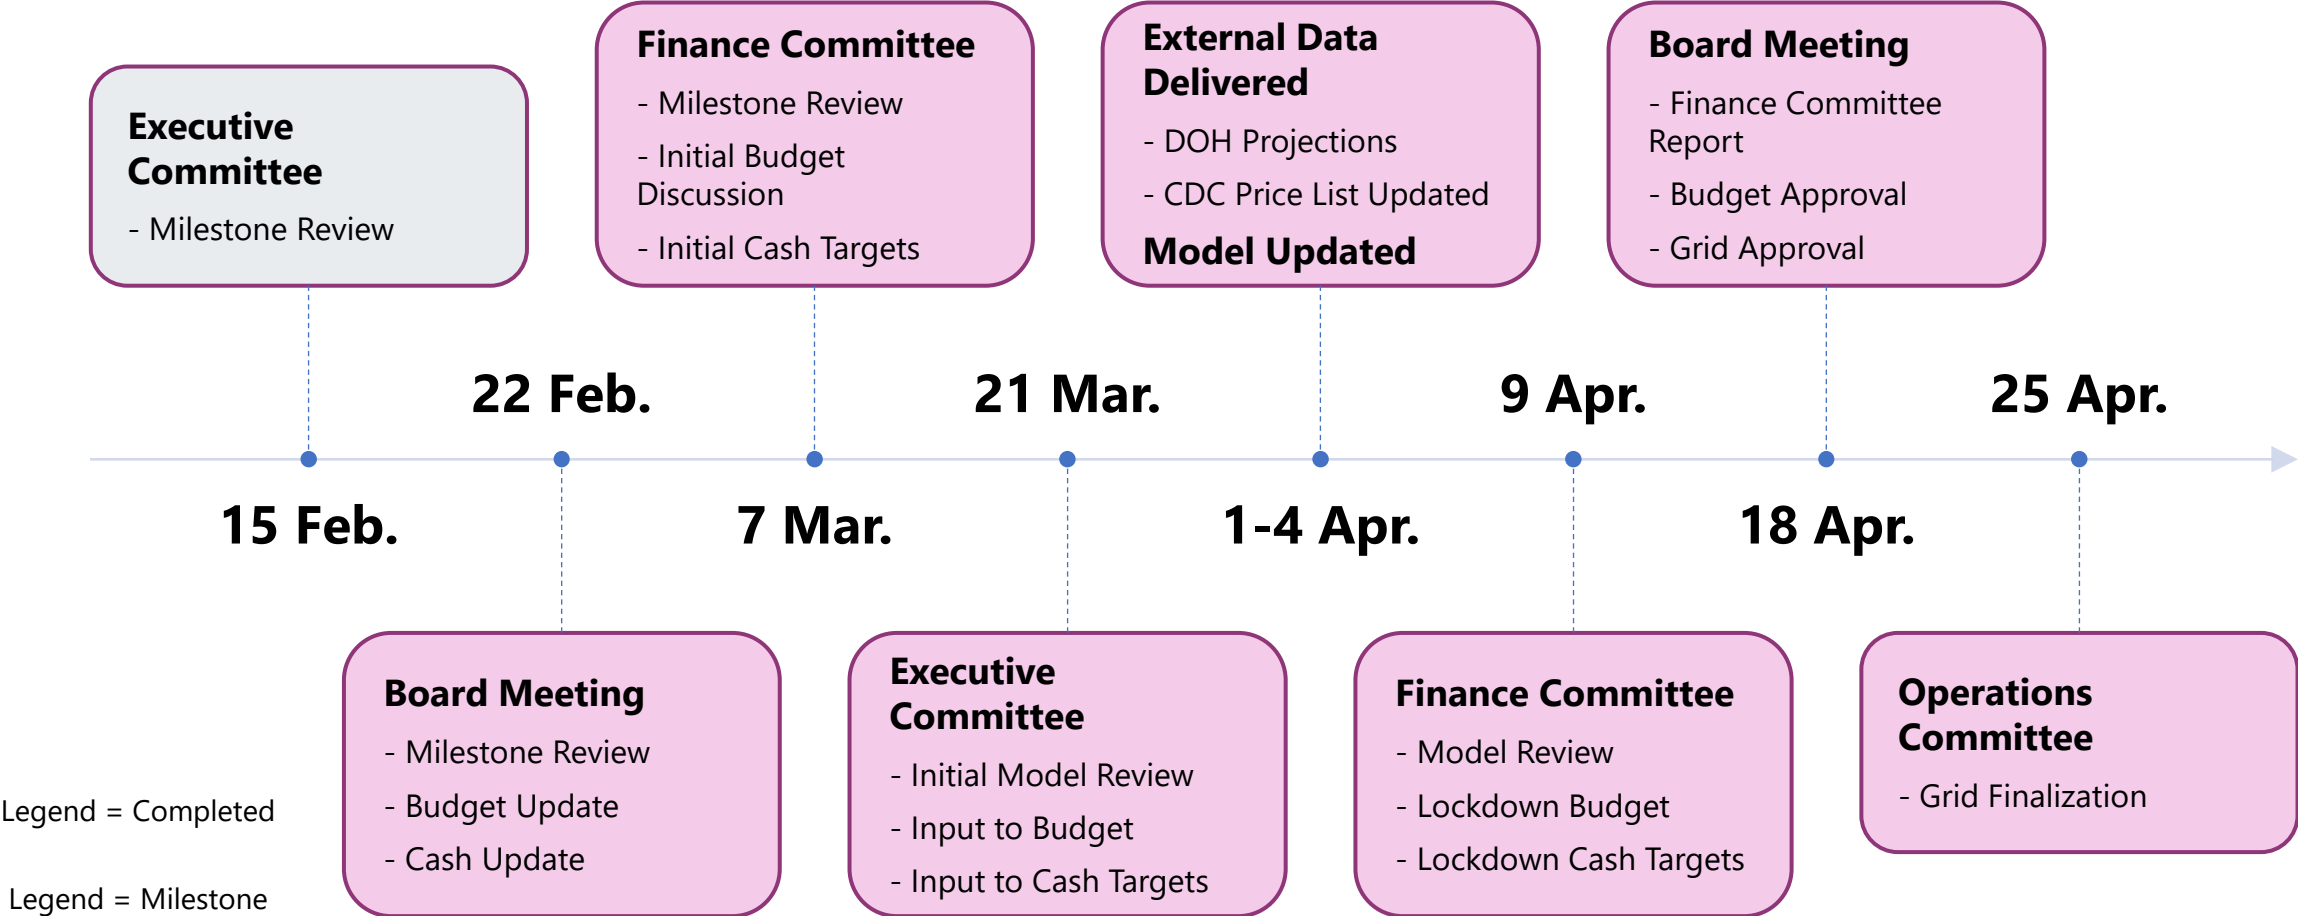 Executive
Committee
- Milestone Review
Finance Committee
- Milestone Review
- Initial Budget
Discussion
- Initial Cash Targets
External Data
Delivered
- DOH Projections
- CDC Price List Updated
Model Updated
Board Meeting
- Finance Committee
Report
- Budget Approval
- Grid Approval
22 Feb.
21 Mar.
9 Apr.
25 Apr.
15 Feb.
7 Mar.
1-4 Apr.
18 Apr.
Board Meeting
- Milestone Review
- Budget Update
- Cash Update
Executive
Committee
- Initial Model Review
- Input to Budget
- Input to Cash Targets
Finance Committee
- Model Review
- Lockdown Budget
- Lockdown Cash Targets
Operations
Committee
- Grid Finalization
Legend = Completed
Legend = Milestone